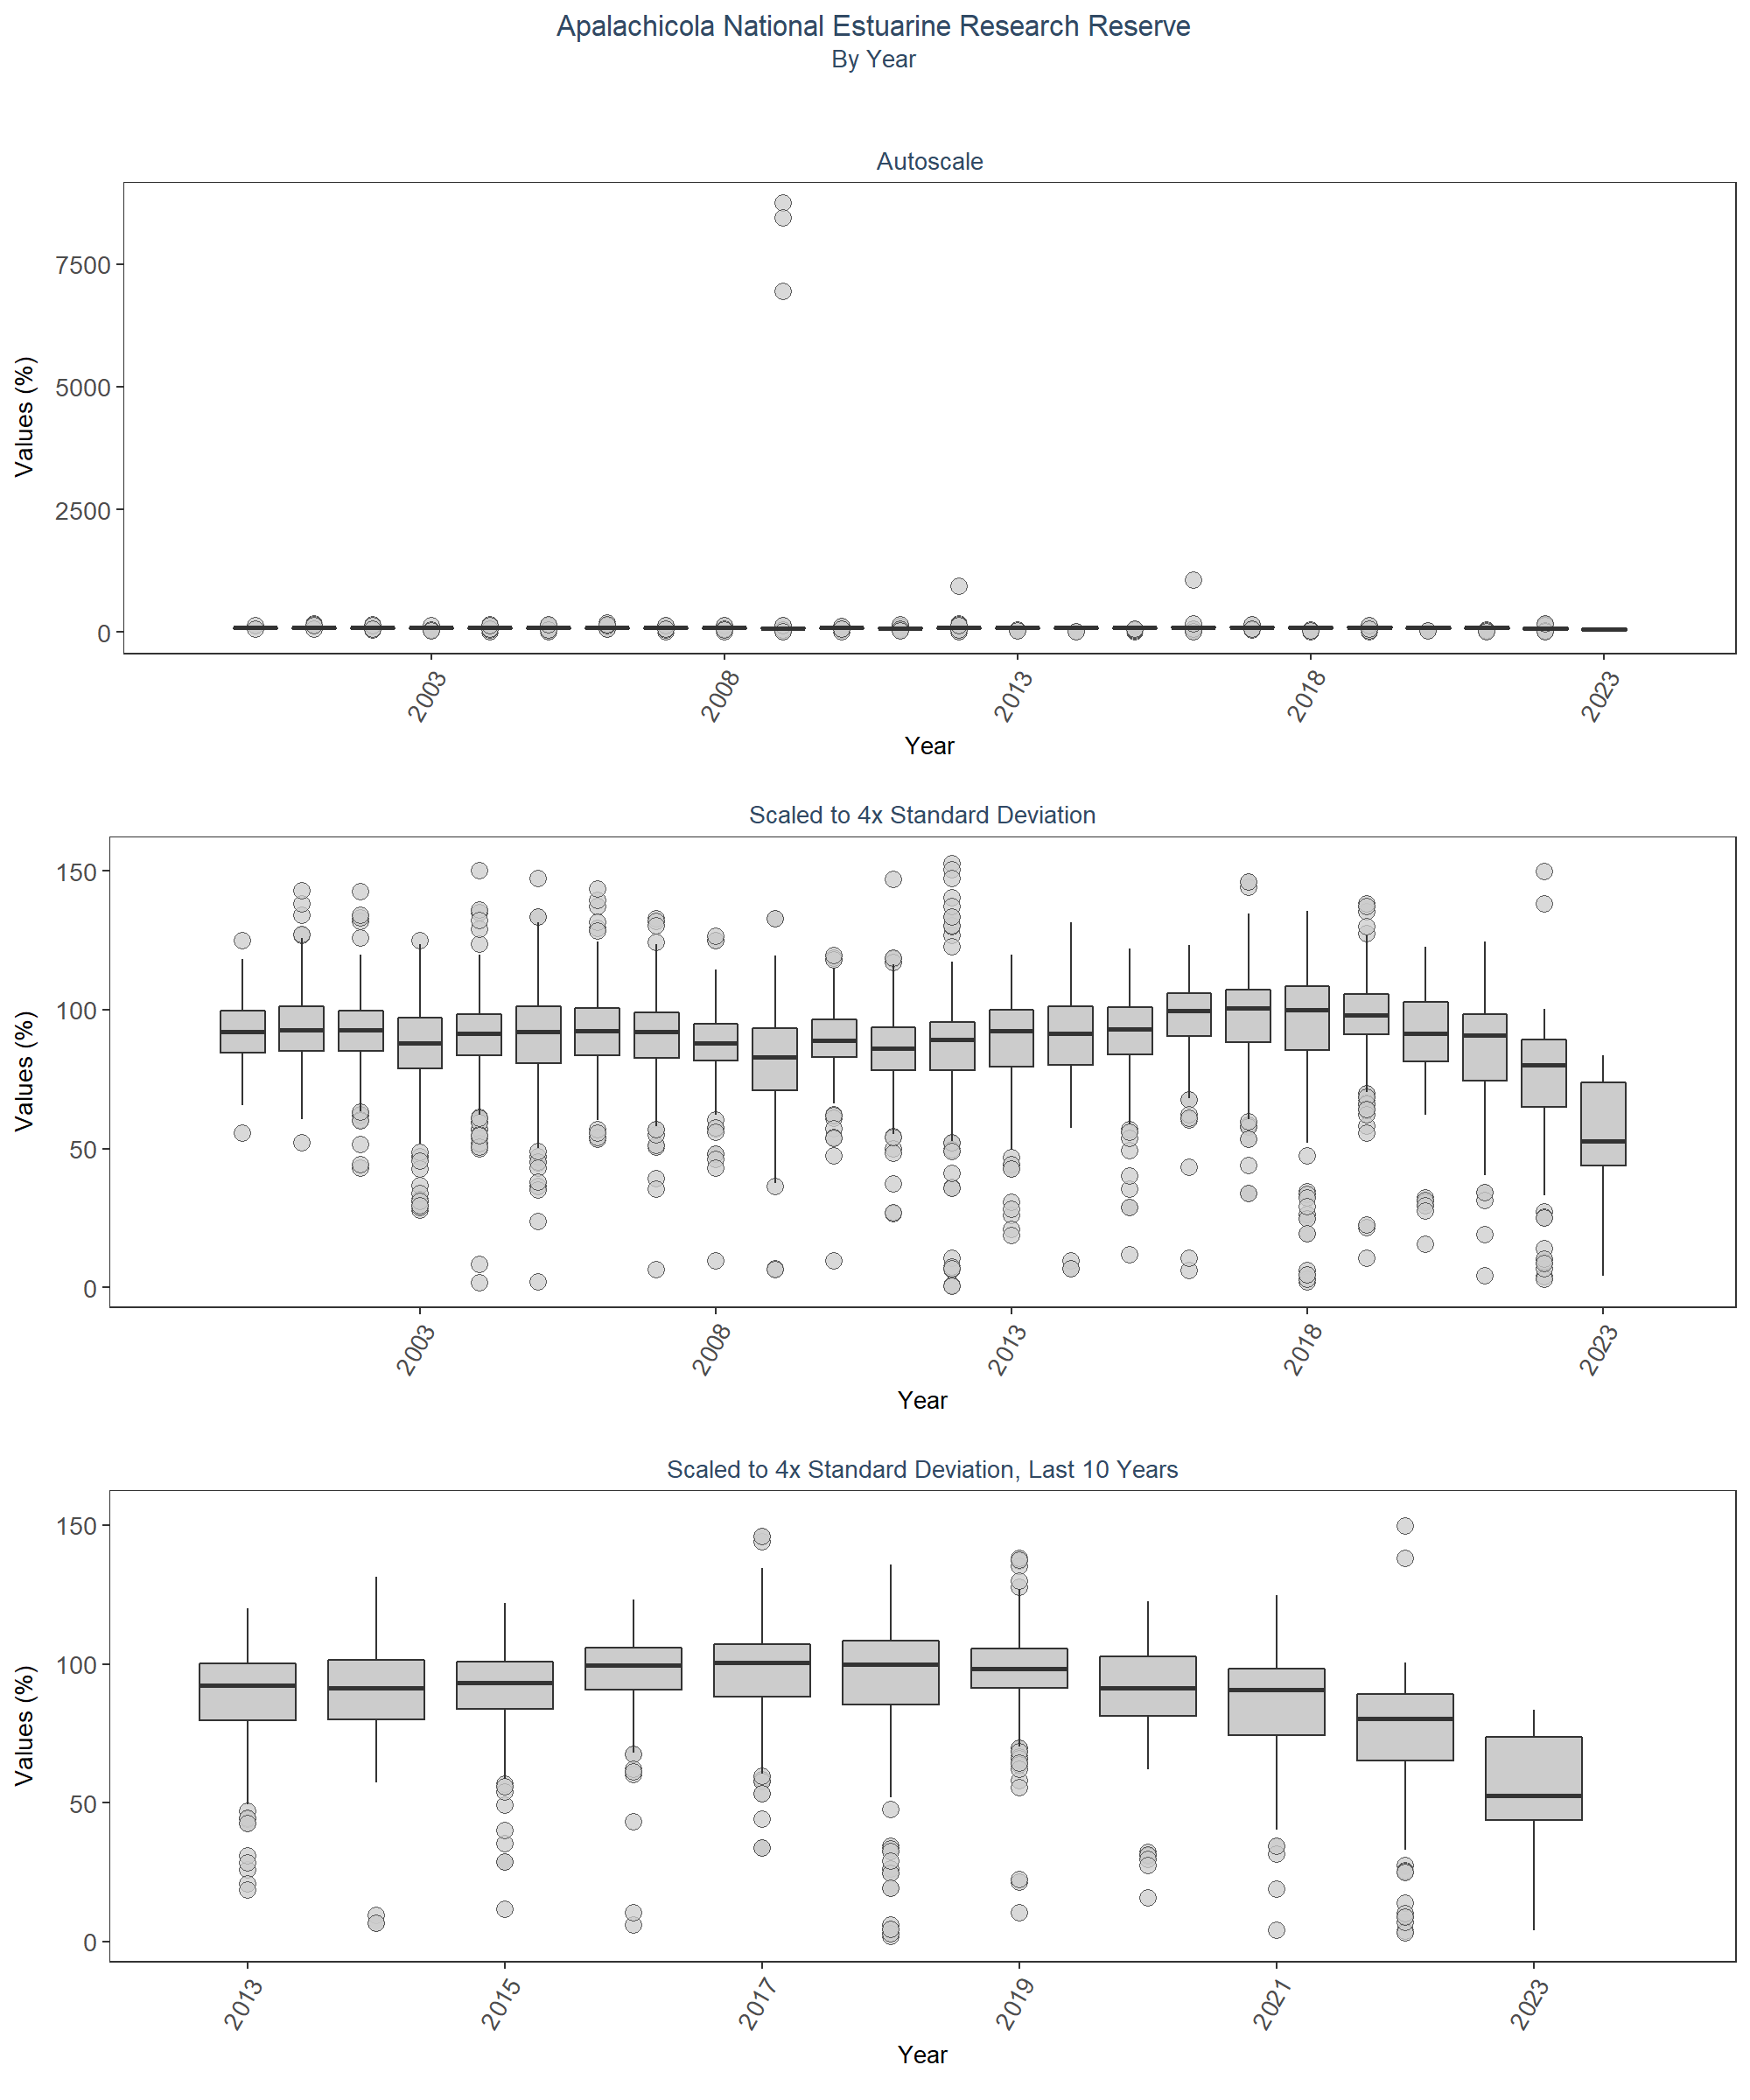 Apalachicola National Estuarine Research Reserve
By Year
Autoscale
Values (%)
7500
5000
2500
0
2003
2008
2013
2018
2023
Year
Scaled to 4x Standard Deviation
Values (%)
150
100
50
0
2003
2008
2013
2018
2023
Year
Scaled to 4x Standard Deviation, Last 10 Years
Values (%)
150
100
50
0
2013
2015
2017
2019
2021
2023
Year